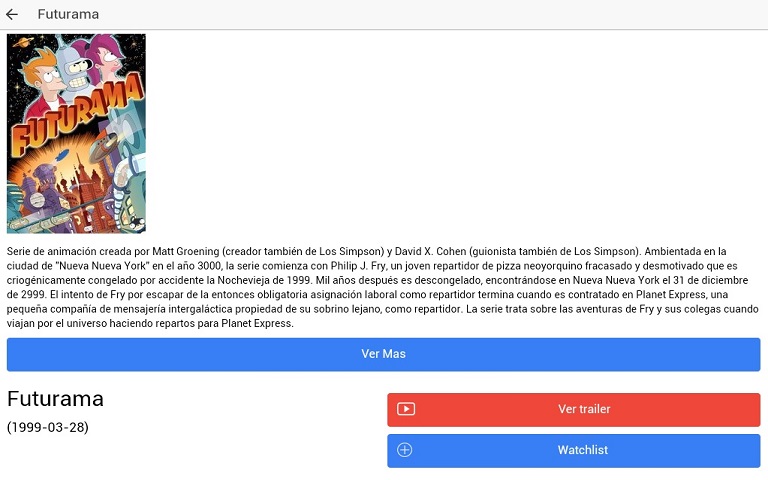 Futurama
FUTURAMA
Serie de animación creada por Matt Groening (creador también de Los Simpson) y David X. Cohen (guionista también de Los Simpson). Ambientada en la
ciudad de "Nueva Nueva York" en el año 3000, la serie comienza con Philip J. Fry, un joven repartidor de pizza neoyorquino fracasado y desmotivado que es
criogénicamente congelado por accidente la Nochevieja de 1999. Mil años después es descongelado, encontrándose en Nueva Nueva York el 31 de diciembre
de 2999. El intento de Fry por escapar de la entonces obligatoria asignación laboral como repartidor termina cuando es contratado en Planet Express, una
pequeña compañía de mensajería intergaláctica propiedad de su sobrino lejano, como repartidor. La serie trata sobre las aventuras de Fry y sus colegas cuando
viajan por el universo haciendo repartos para Planet Express.
Ver Mas
Futurama
(1999-03-28)
Ver trailer
Watchlist